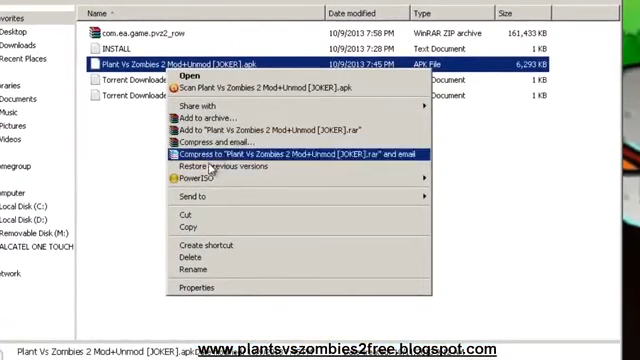 avorites
Name
Date modified
Type
Size
Desktop
Downloads
Recent Places
com.ea.game.pvz2_row
10/9/2013 7:58 PM
WinRAR ZIP archive
161,433 KB
INSTALL
10/9/2013 7:28 PM
Text Document
1 KB
Plant Vs Zombies 2 Mod+Unmod [JOKER].apk
10/9/2013 7:45 PM
APK File
6,293 KB
Torrent Downloaded
Text Document
1 KB
Torrent Downloaded
Text Document
1 KB
braries
Documents
Music
Pictures
Videos
omegroup
omputer
Local Disk (C:)
Local Disk (D:)
Removable Disk (M:)
ALCATEL ONE TOUCH
Open
Scan Plant Vs Zombies 2 Mod+Unmod [JOKER].apk
Share with
Add to archive...
Add to "Plant Vs Zombies 2 Mod+Unmod [JOKER].rar"
Compress and email...
Compress to "Plant Vs Zombies 2 Mod+Unmod [JOKER].rar" and email
Restore previous versions
PowerISO
Send to
Cut
Copy
Create shortcut
Delete
Rename
Properties
Plant Vs Zombies 2 Mod+Unmod [JOKER].apk
www.plantsvszombies2free.blogspot.com